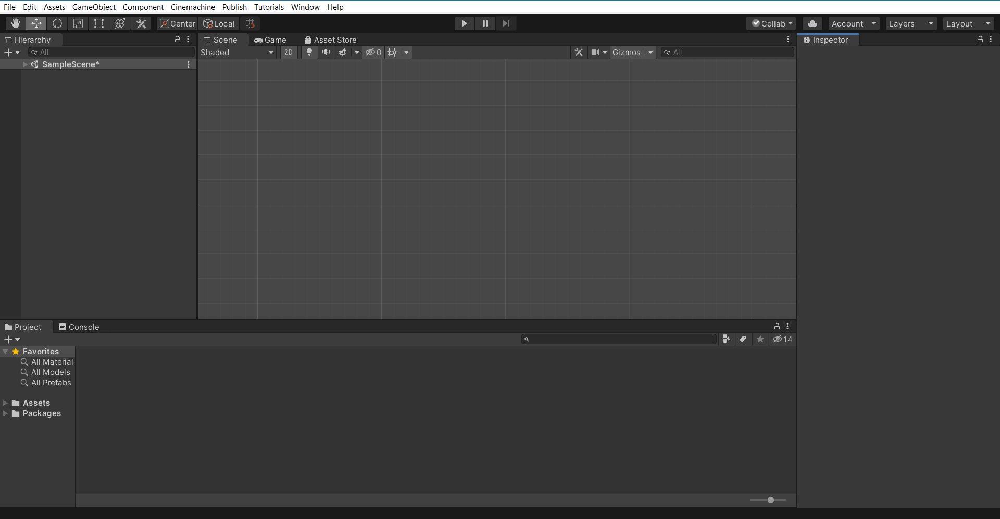 File Edit Assets GameObject Component Cinemachine Publish Tutorials Window Help
Center Local Collab Account Layers Layout
Hierarchy
All
SampleScene*
Scene Game Asset Store
Shaded 2D 0 Gizmos All
Inspector
Project Console
14
Favorites
All Materials
All Models
All Prefabs
Assets
Packages